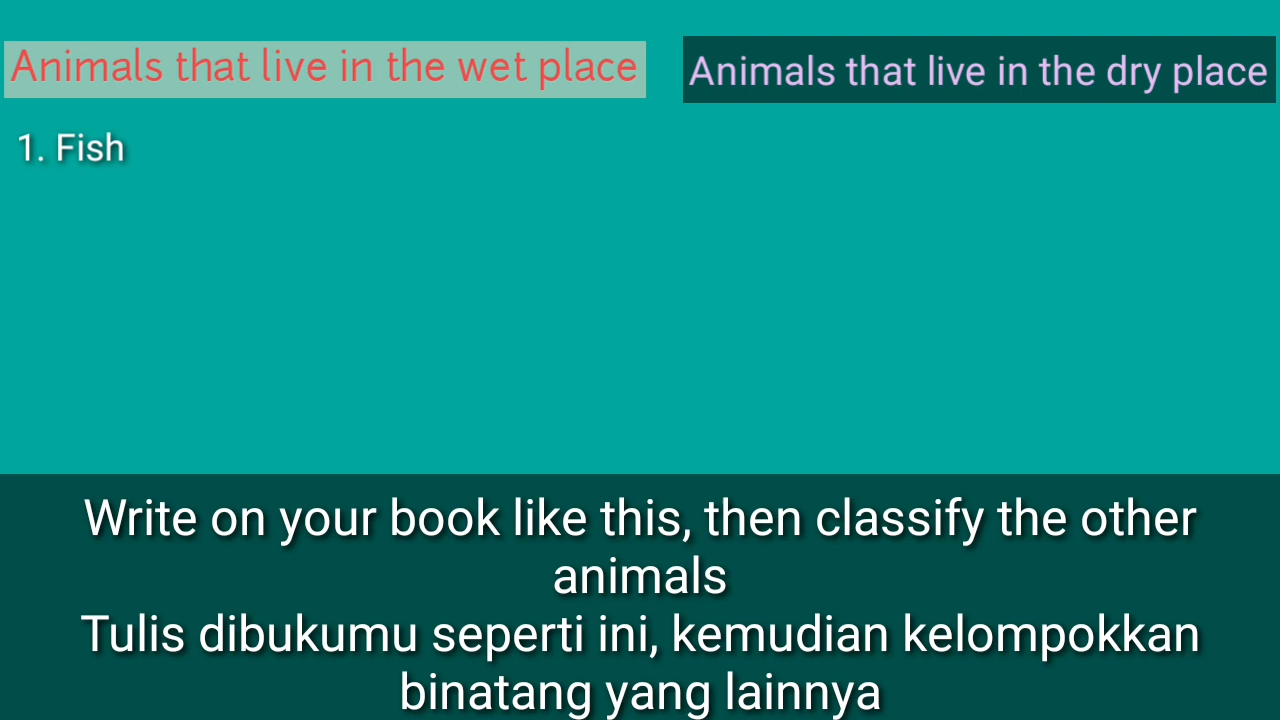 Animals that live in the wet place
Animals that live in the dry place
1. Fish
Write on your book like this, then classify the other
animals
Tulis dibukumu seperti ini, kemudian kelompokkan
binatang yang lainnya